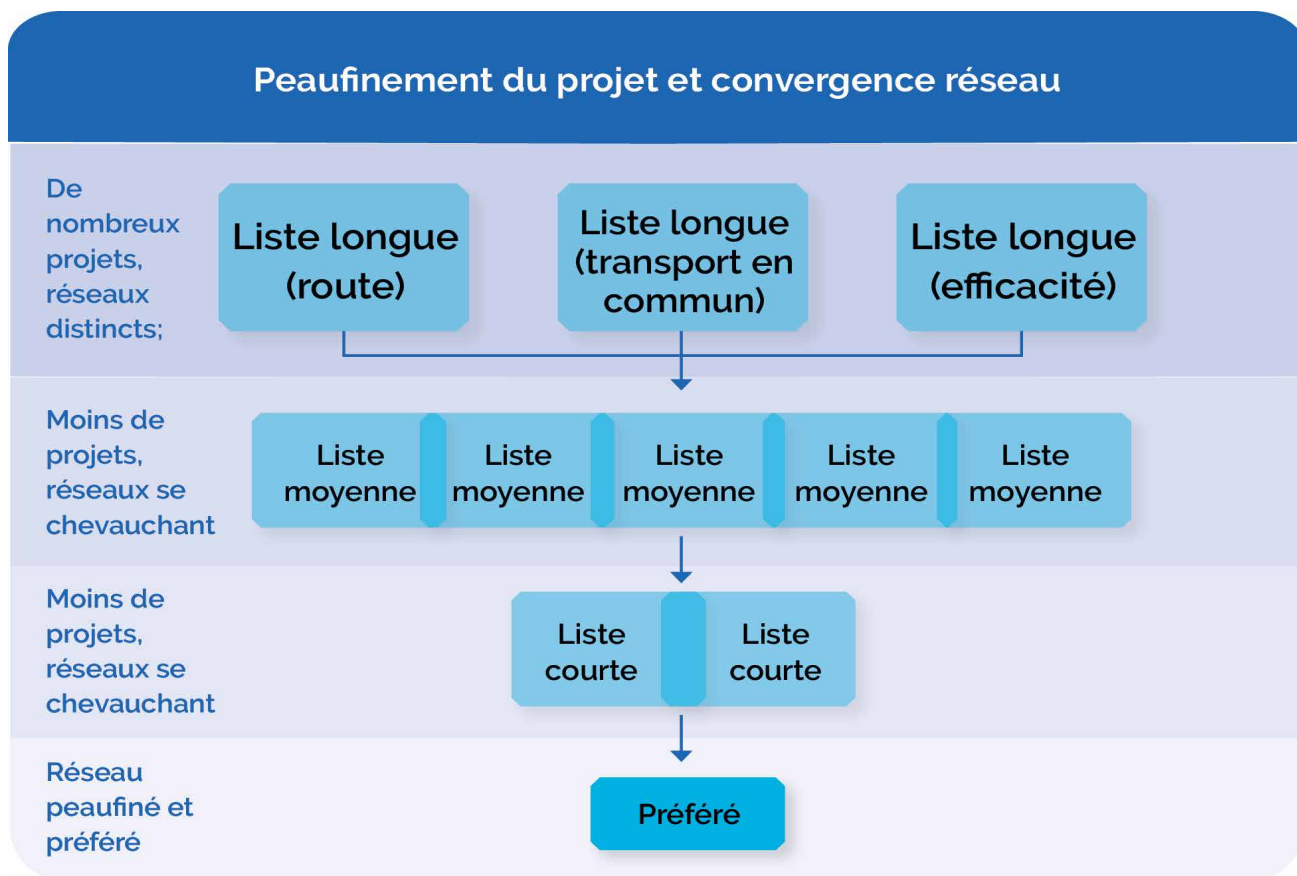 Peaufinement du projet et convergence réseau
De
nombreux
projets,
réseaux
distincts;
Liste longue
(route)
Liste longue
(transport en
commun)
Liste longue
(efficacité)
Moins de
projets,
réseaux se
chevauchant
Liste
moyenne
Liste
moyenne
Liste
moyenne
Liste
moyenne
Liste
moyenne
Moins de
projets,
réseaux se
chevauchant
Liste
courte
Liste
courte
Réseau
peaufiné et
préféré
Préféré